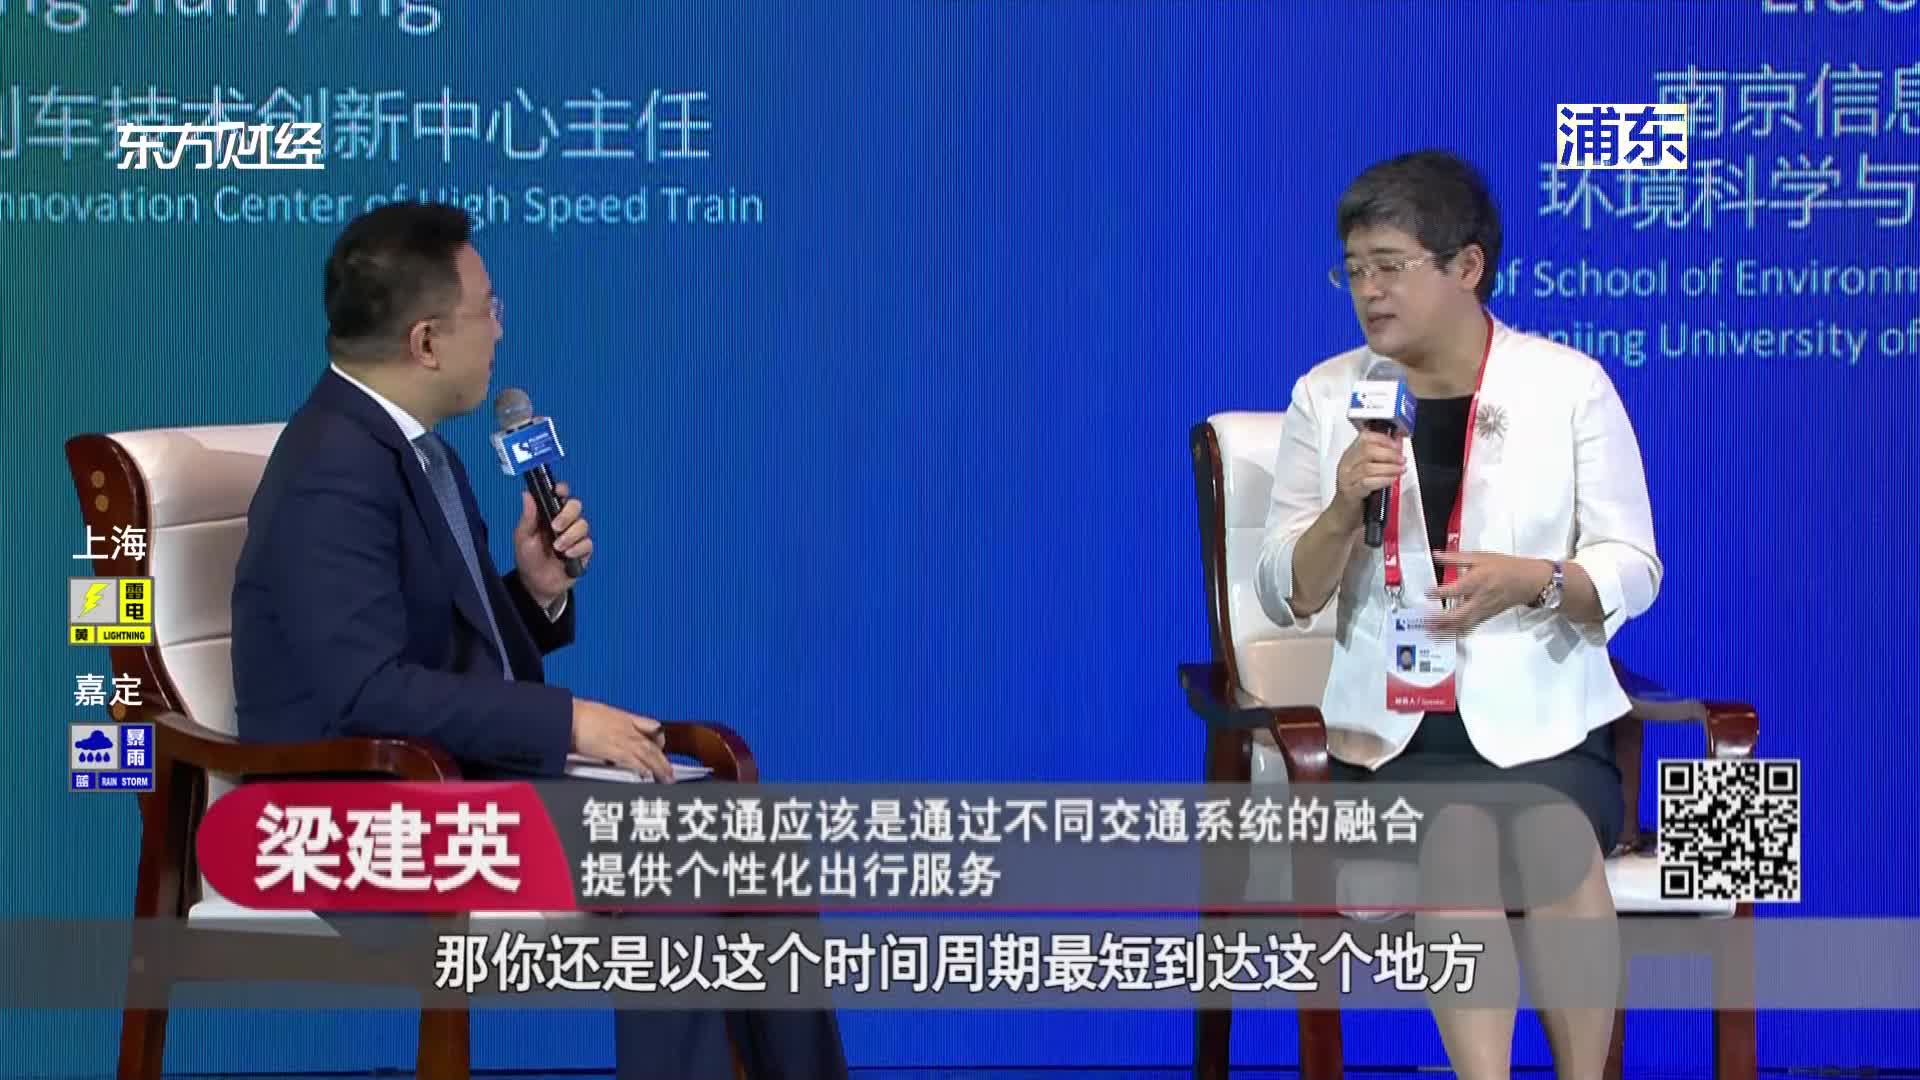 ng Jianying
列车技术创新中心主任
nnovation Center of High Speed Train
东方财经
浦东
南京信息
环境科学与
of School of Environm
njing University of
上海
雷电
黄 LIGHTNING
嘉定
暴雨
蓝 RAIN STORM
梁建英
智慧交通应该是通过不同交通系统的融合
提供个性化出行服务
那你还是以这个时间周期最短到达这个地方